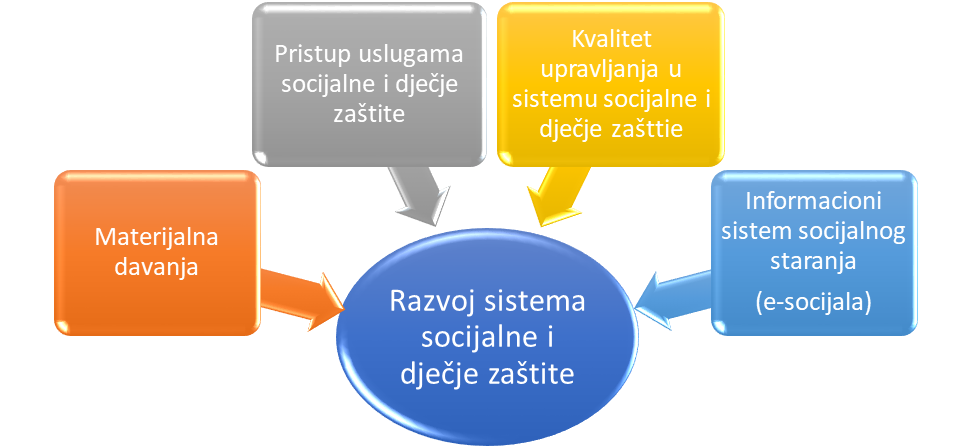 Materijalna
davanja
Pristup uslugama
socijalne i dječje
zaštite
Kvalitet
upravljanja u
sistemu socijalne i
dječje zašttie
Informacioni
sistem socijalnog
staranja
(e-socijala)
Razvoj sistema
socijalne i
dječje zaštite